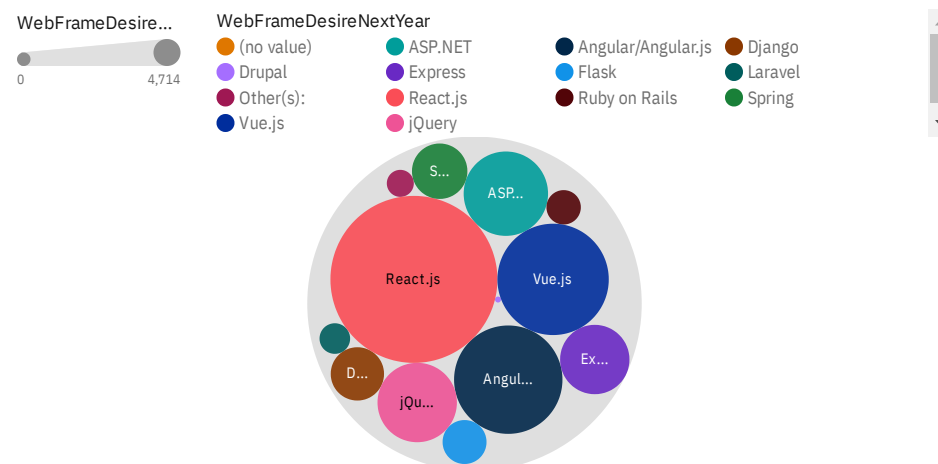 WebFrameDesire...
0 4,714
WebFrameDesireNextYear
(no value) ASP.NET Angular/Angular.js Django
Drupal Express Flask Laravel
Other(s): React.js Ruby on Rails Spring
Vue.js jQuery
S...
ASP...
React.js Vue.js
Ex...
D... Angul...
jQu...